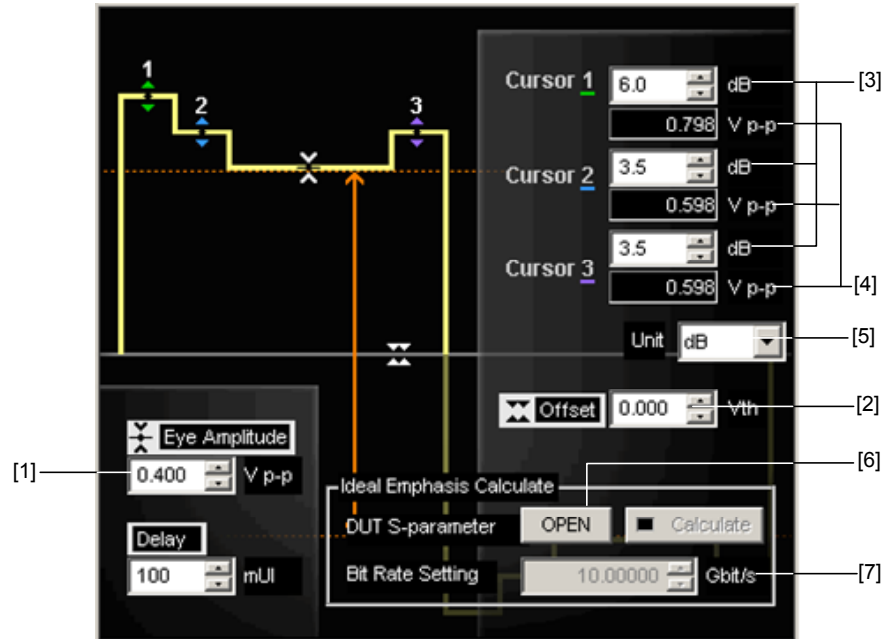 1
2
3
Cursor 1 6.0 dB [3]
0.798 V p-p
Cursor 2 3.5 dB
0.598 V p-p
Cursor 3 3.5 dB
0.598 V p-p [4]
Unit dB [5]
Offset 0.000 Vth [2]
Eye Amplitude
[1] 0.400 V p-p
Delay
100 mUI
Ideal Emphasis Calculate [6]
DUT S-parameter OPEN Calculate
Bit Rate Setting 10.00000 Gbit/s [7]